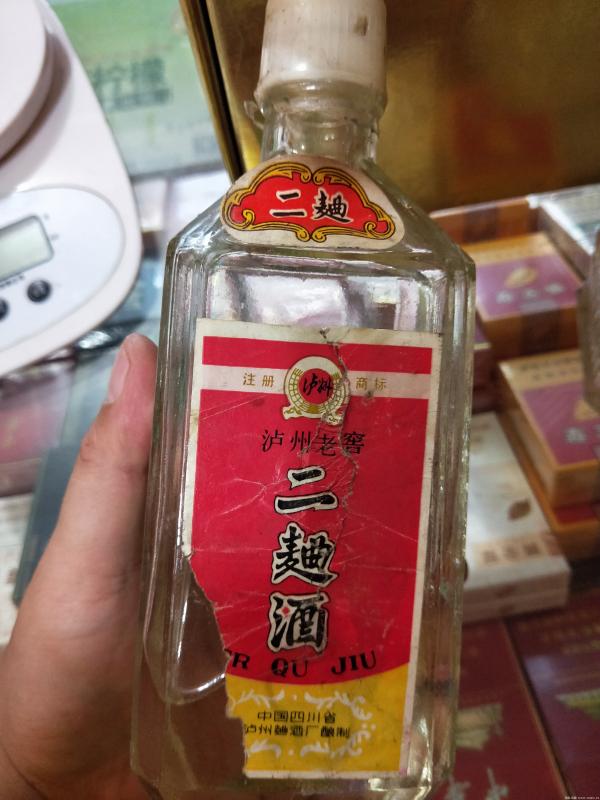 二麯
注册 商标
泸州
泸州老窖
二
麯
酒
ER QU JIU
中国四川省
泸州麯酒厂酿制